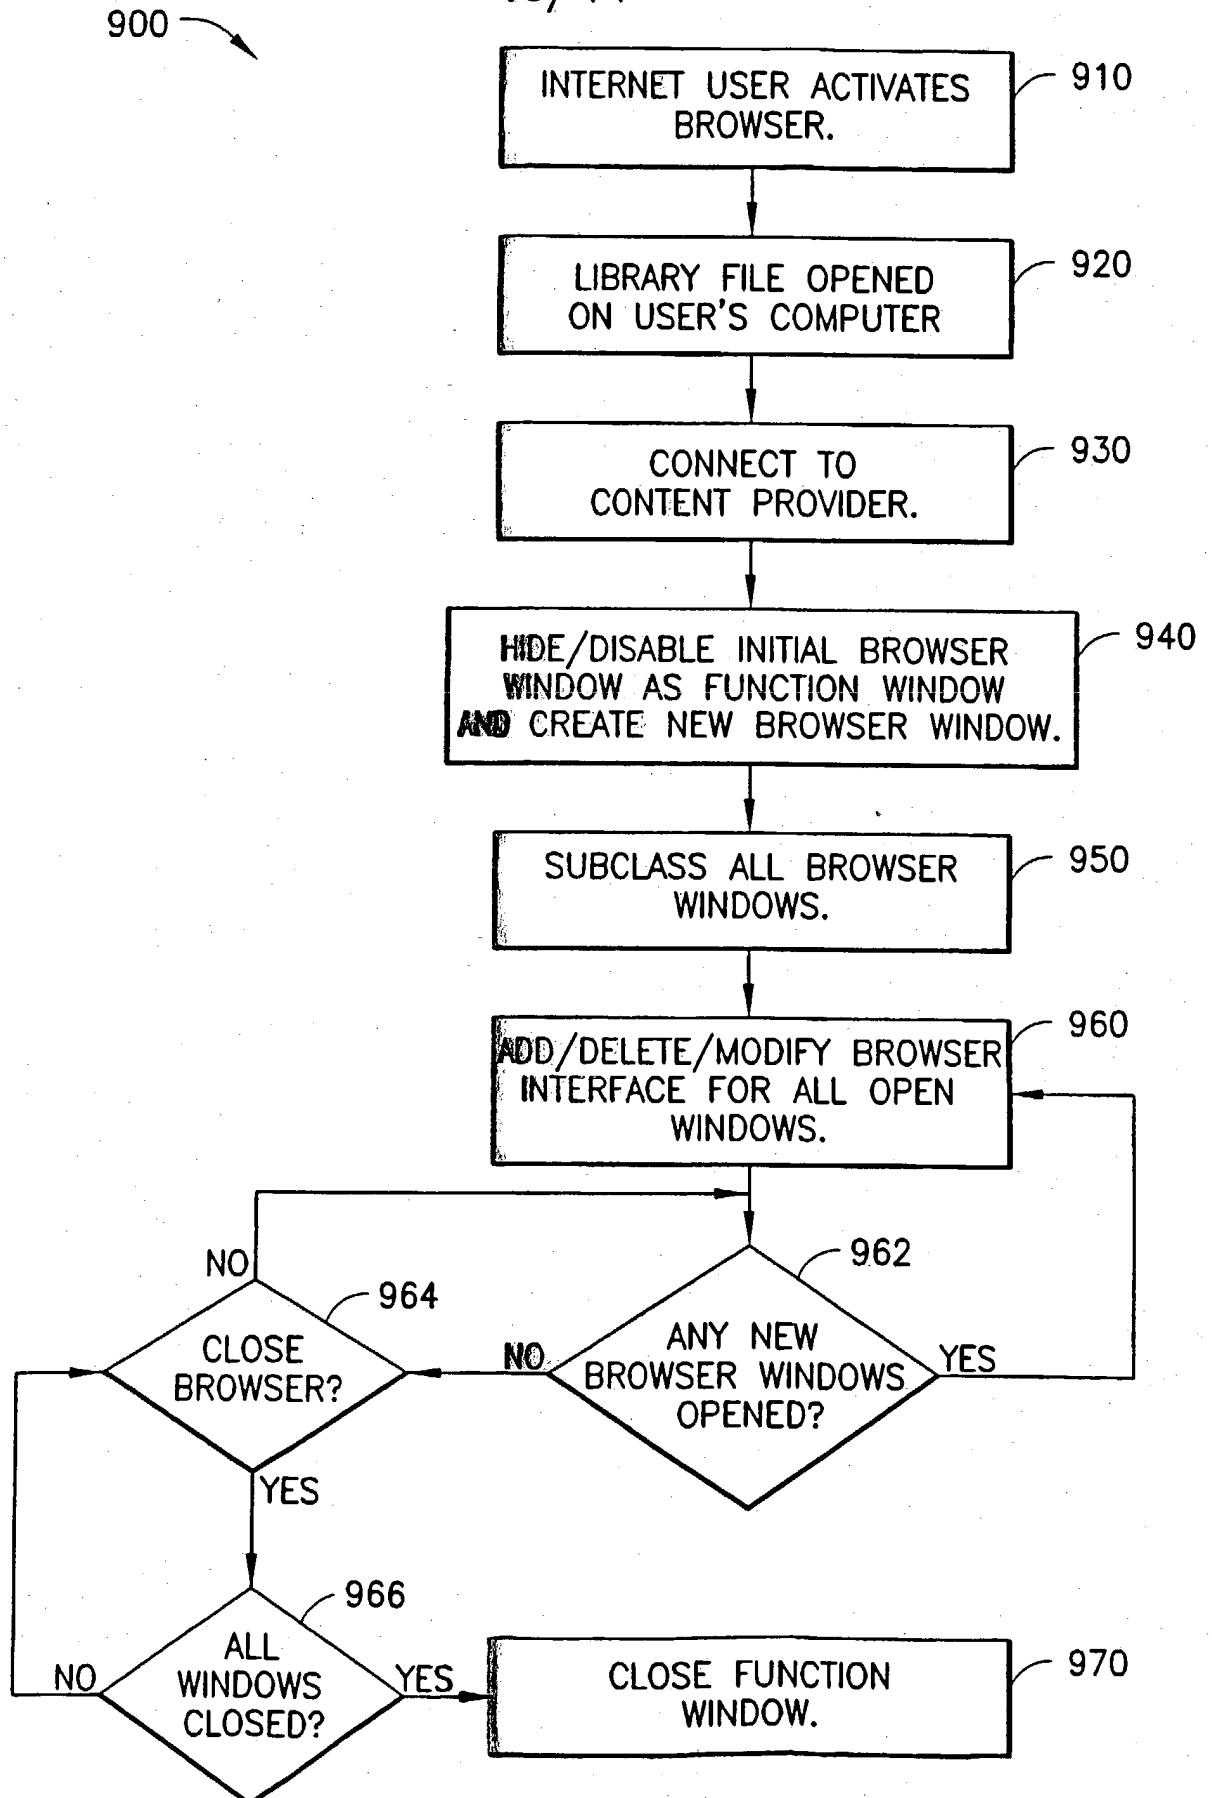 900
INTERNET USER ACTIVATES
BROWSER.
910
LIBRARY FILE OPENED
ON USER'S COMPUTER
920
CONNECT TO
CONTENT PROVIDER.
930
HIDE/DISABLE INITIAL BROWSER
WINDOW AS FUNCTION WINDOW
AND CREATE NEW BROWSER WINDOW.
940
SUBCLASS ALL BROWSER
WINDOWS.
950
ADD/DELETE/MODIFY BROWSER
INTERFACE FOR ALL OPEN
WINDOWS.
960
962
ANY NEW
BROWSER WINDOWS
OPENED?
YES
NO
NO
964
CLOSE
BROWSER?
YES
966
ALL
WINDOWS
CLOSED?
NO
YES
CLOSE FUNCTION
WINDOW.
970